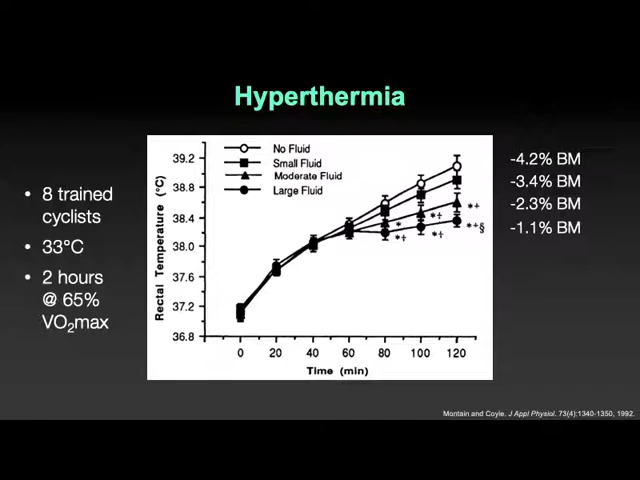 Hyperthermia
• 8 trained
cyclists
• 33°C
• 2 hours
@ 65%
VO₂max
Rectal Temperature (°C)
39.2
38.8
38.4
38.0
37.6
37.2
36.8
No Fluid
Small Fluid
Moderate Fluid
Large Fluid
*
*†
*†
*†
*+
*+§
0 20 40 60 80 100 120
Time (min)
-4.2% BM
-3.4% BM
-2.3% BM
-1.1% BM
Montain and Coyle. J Appl Physiol. 73(4):1340-1350, 1992.